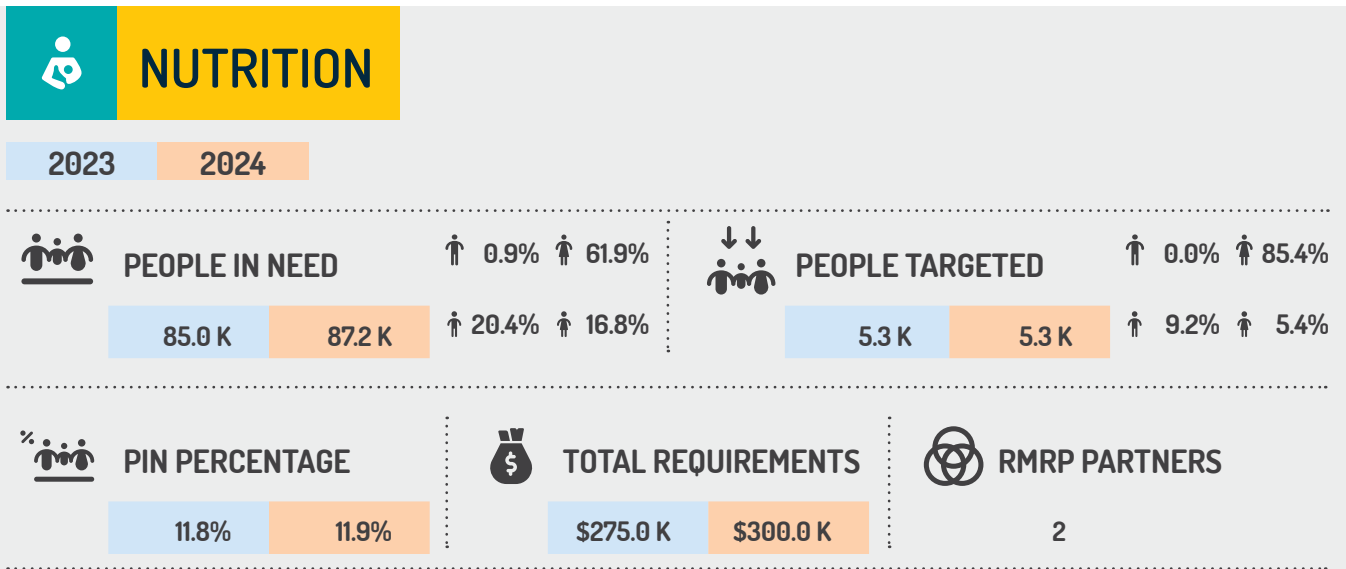 NUTRITION
2023 2024
PEOPLE IN NEED
0.9% 61.9%
85.0 K 87.2 K
20.4% 16.8%
PEOPLE TARGETED
0.0% 85.4%
5.3 K 5.3 K
9.2% 5.4%
%
PIN PERCENTAGE
11.8% 11.9%
$
TOTAL REQUIREMENTS
$275.0 K $300.0 K
RMRP PARTNERS
2